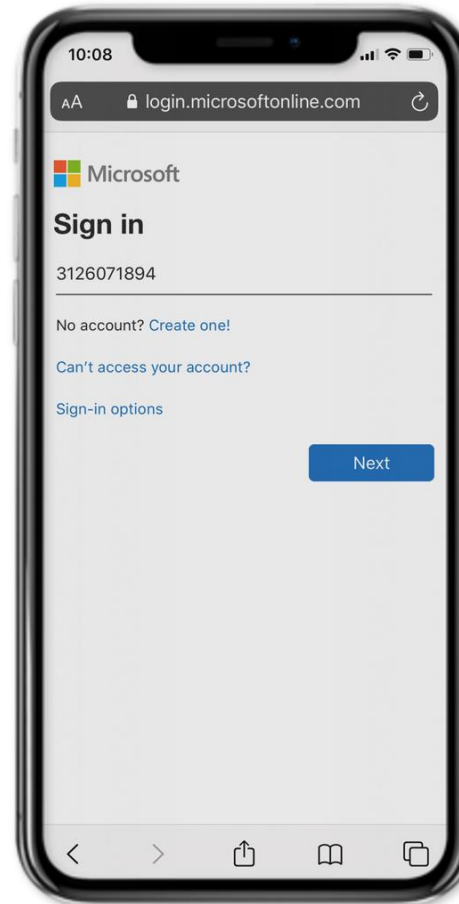 10:08
AA login.microsoftonline.com
Microsoft
Sign in
3126071894
No account? Create one!
Can't access your account?
Sign-in options
Next